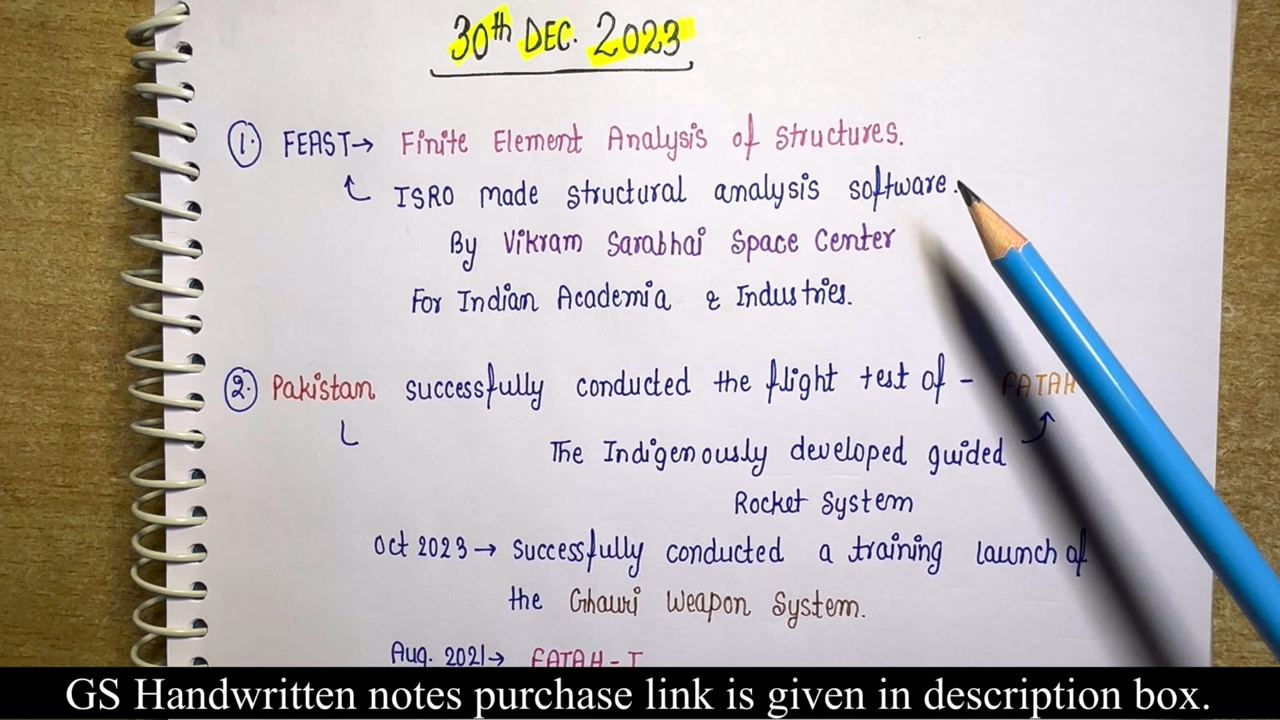 30th DEC. 2023
1. FEAST→ Finite Element Analysis of Structures.
ISRO made structural analysis software.
By Vikram Sarabhai Space Center
For Indian Academia & Industries.
2. Pakistan successfully conducted the flight test of - FATAH
The Indigenously developed guided
Rocket System
Oct 2023 → Successfully conducted a training launch of
the Ghauri Weapon System.
Aug. 2021→ FATAH-I
GS Handwritten notes purchase link is given in description box.